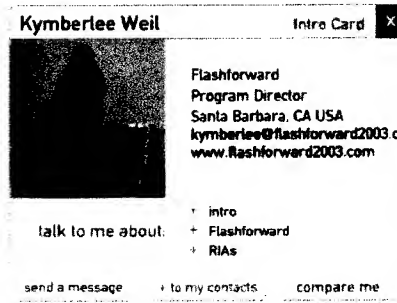 Kymberlee Weil
Intro Card X
Flashforward
Program Director
Santa Barbara, CA USA
kymberlee@flashforward2003.c
www.flashforward2003.com
talk to me about:
+ intro
+ Flashforward
+ RIAs
send a message + to my contacts compare me